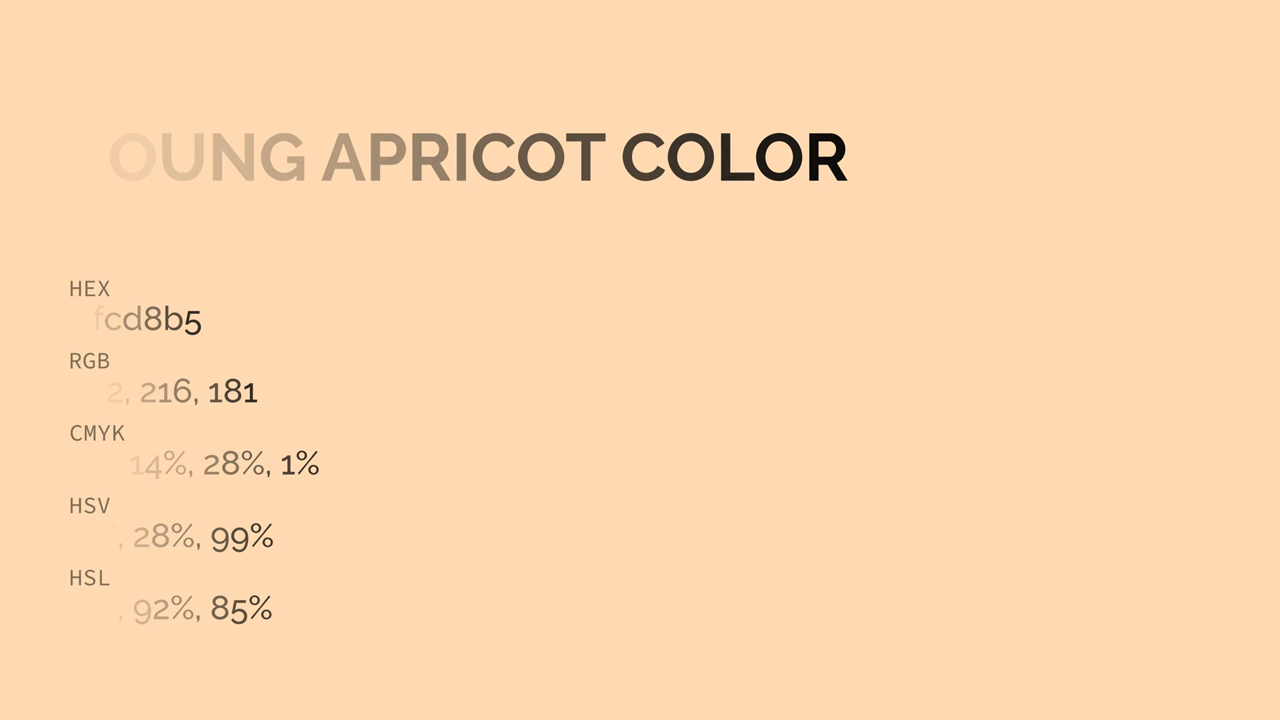 OUNG APRICOT COLOR
HEX
fcd8b5
RGB
2, 216, 181
CMYK
14%, 28%, 1%
HSV
°, 28%, 99%
HSL
, 92%, 85%